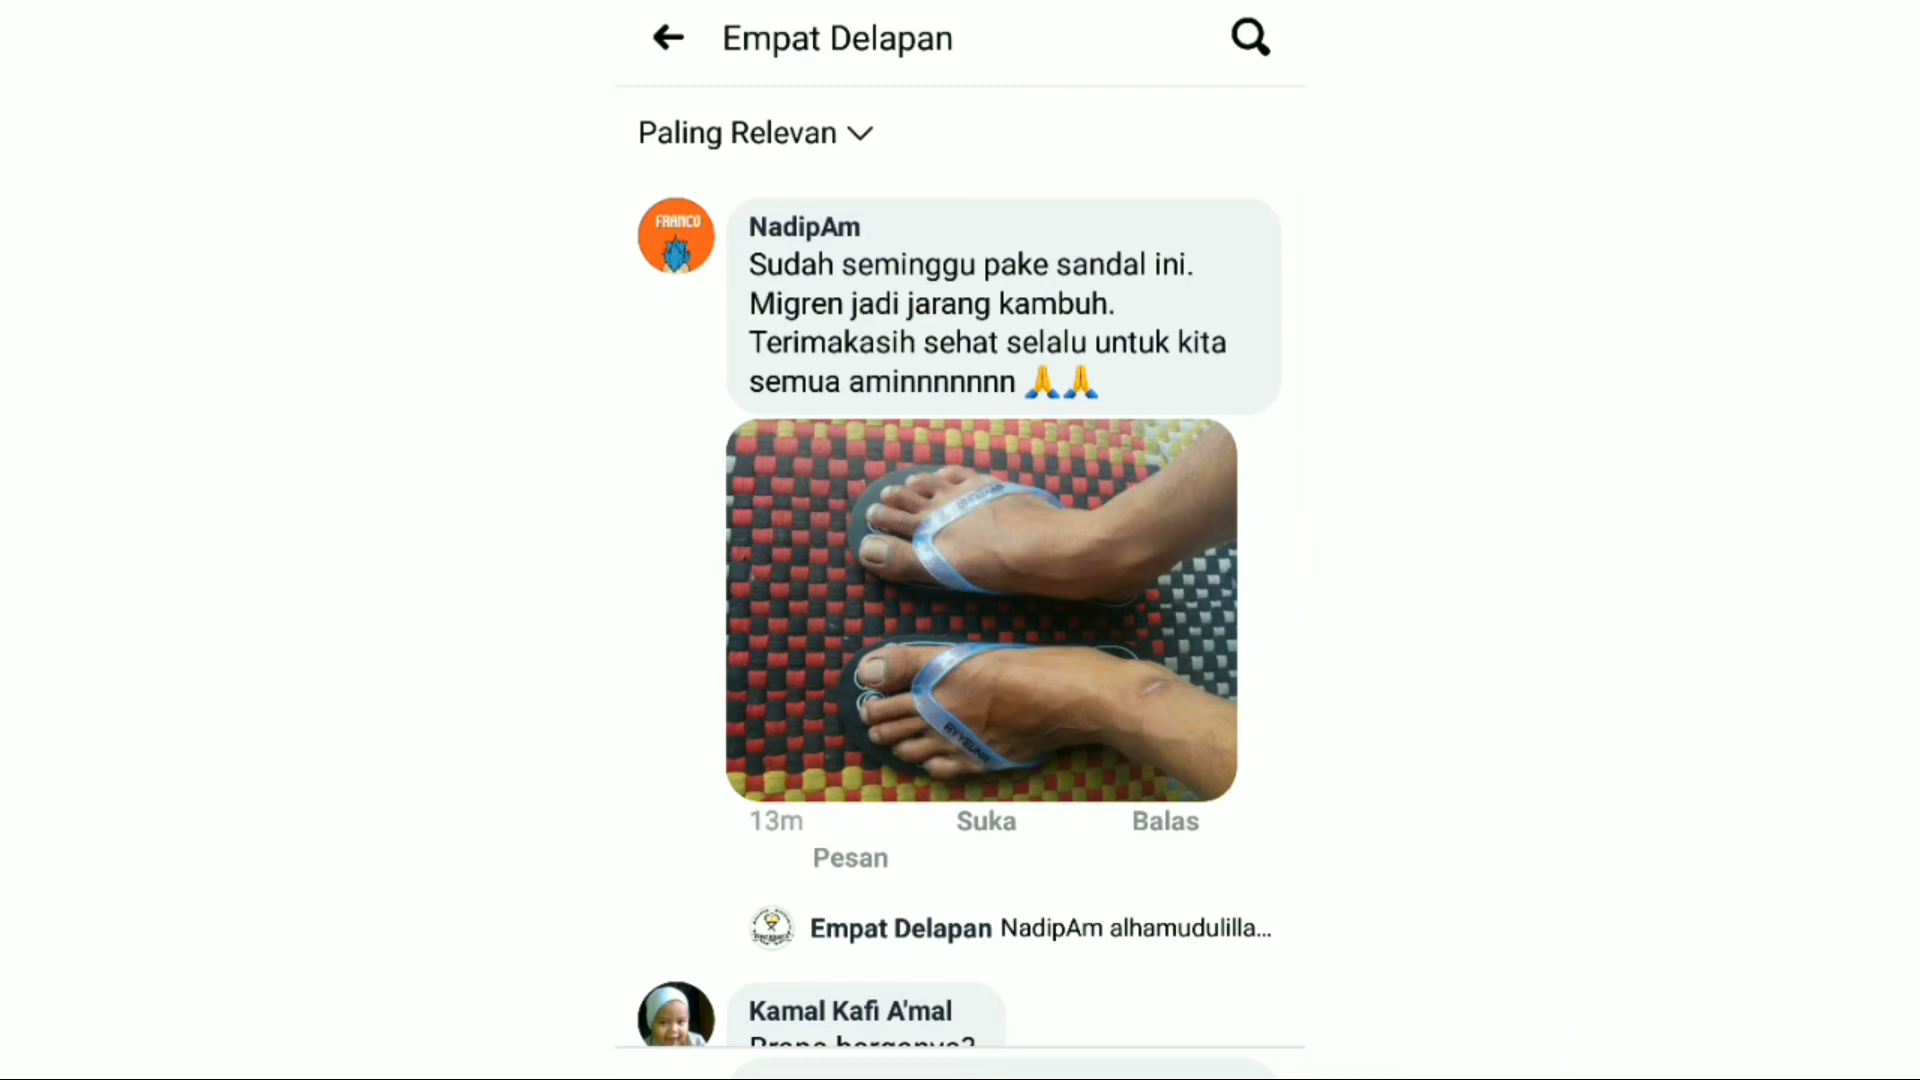 Empat Delapan
Paling Relevan
FRANCO
NadipAm
Sudah seminggu pake sandal ini.
Migren jadi jarang kambuh.
Terimakasih sehat selalu untuk kita
semua aminnnnnnn 🙏🙏
13m Suka Balas
Pesan
Empat Delapan NadipAm alhamudulilla...
Kamal Kafi A'mal